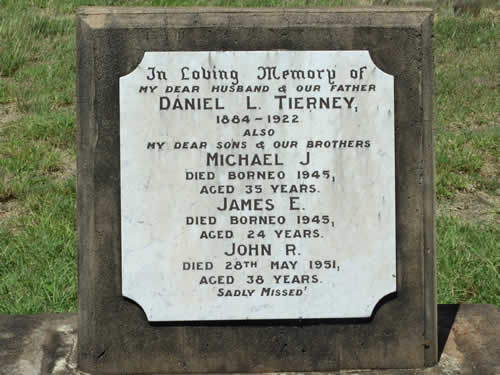 In Loving Memory of
MY DEAR HUSBAND & OUR FATHER
DANIEL L. TIERNEY,
1884 – 1922
ALSO
MY DEAR SONS & OUR BROTHERS
MICHAEL J
DIED BORNEO 1945,
AGED 35 YEARS.
JAMES E.
DIED BORNEO 1945,
AGED 24 YEARS.
JOHN R.
DIED 28TH MAY 1951,
AGED 38 YEARS.
SADLY MISSED'